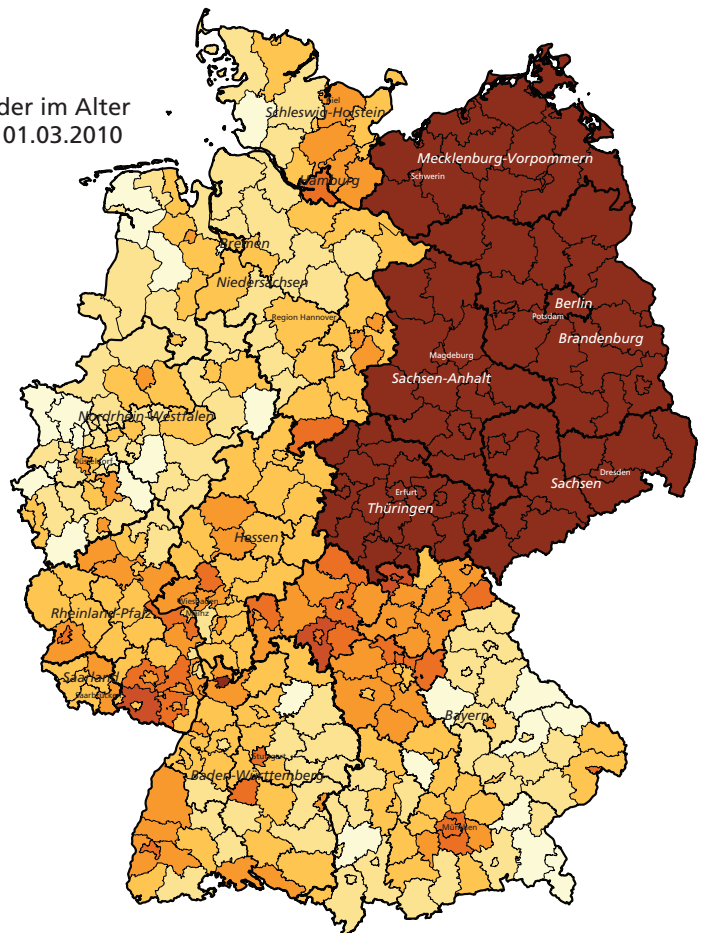 der im Alter
01.03.2010
Kiel
Schleswig-Holstein
Mecklenburg-Vorpommern
Schwerin
Hamburg
Bremen
Niedersachsen
Berlin
Potsdam
Region Hannover
Brandenburg
Magdeburg
Sachsen-Anhalt
Nordrhein-Westfalen
Düsseldorf
Dresden
Sachsen
Erfurt
Thüringen
Hessen
Wiesbaden
Rheinland-Pfalz
Mainz
Saarland
Saarbrücken
Bayern
Stuttgart
Baden-Württemberg
München